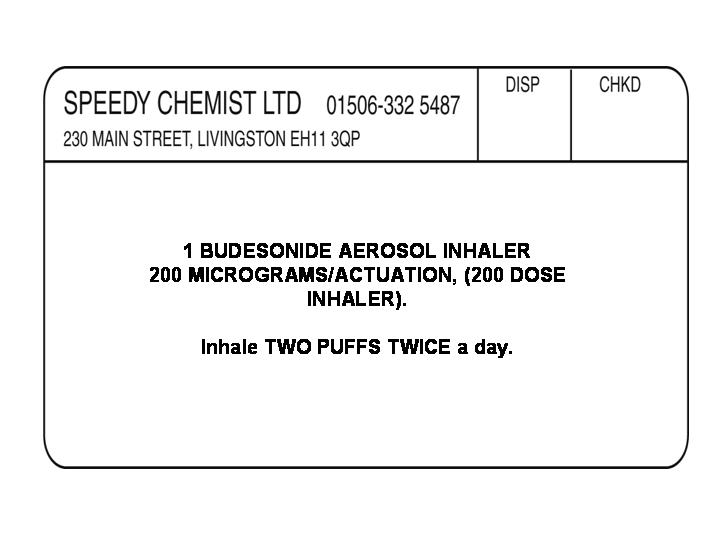 SPEEDY CHEMIST LTD 01506-332 5487 DISP CHKD
230 MAIN STREET, LIVINGSTON EH11 3QP
1 BUDESONIDE AEROSOL INHALER
200 MICROGRAMS/ACTUATION, (200 DOSE
INHALER).
Inhale TWO PUFFS TWICE a day.